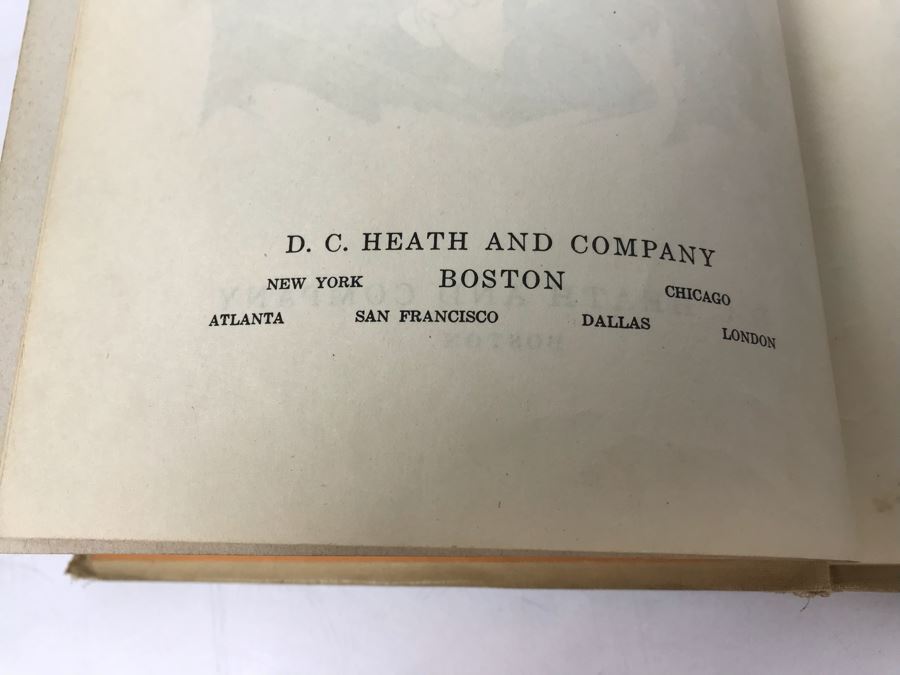 D. C. HEATH AND COMPANY
NEW YORK BOSTON CHICAGO
ATLANTA SAN FRANCISCO DALLAS LONDON